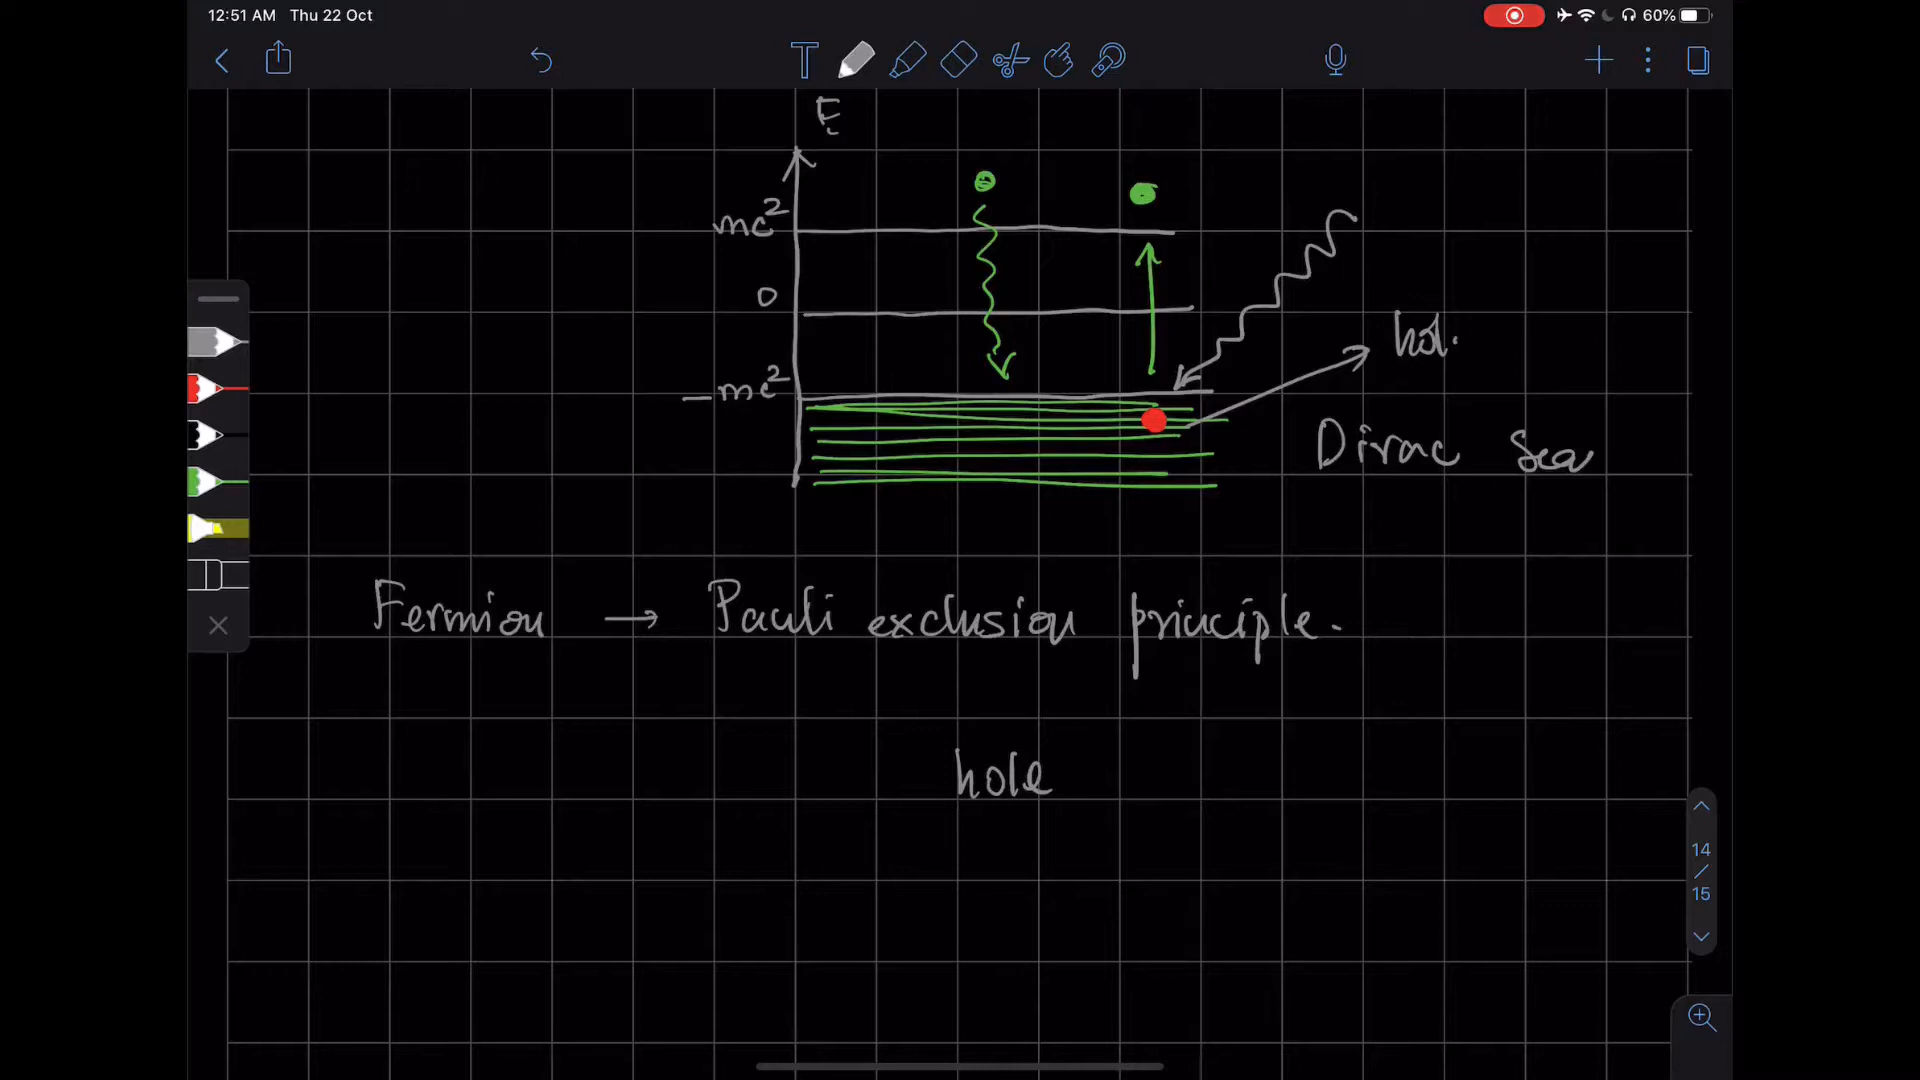 12:51 AM Thu 22 Oct
60%
T
E
mc²
0
hol.
-mc²
Dirac Sea
Fermion → Pauli exclusion principle.
hole
14
/
15